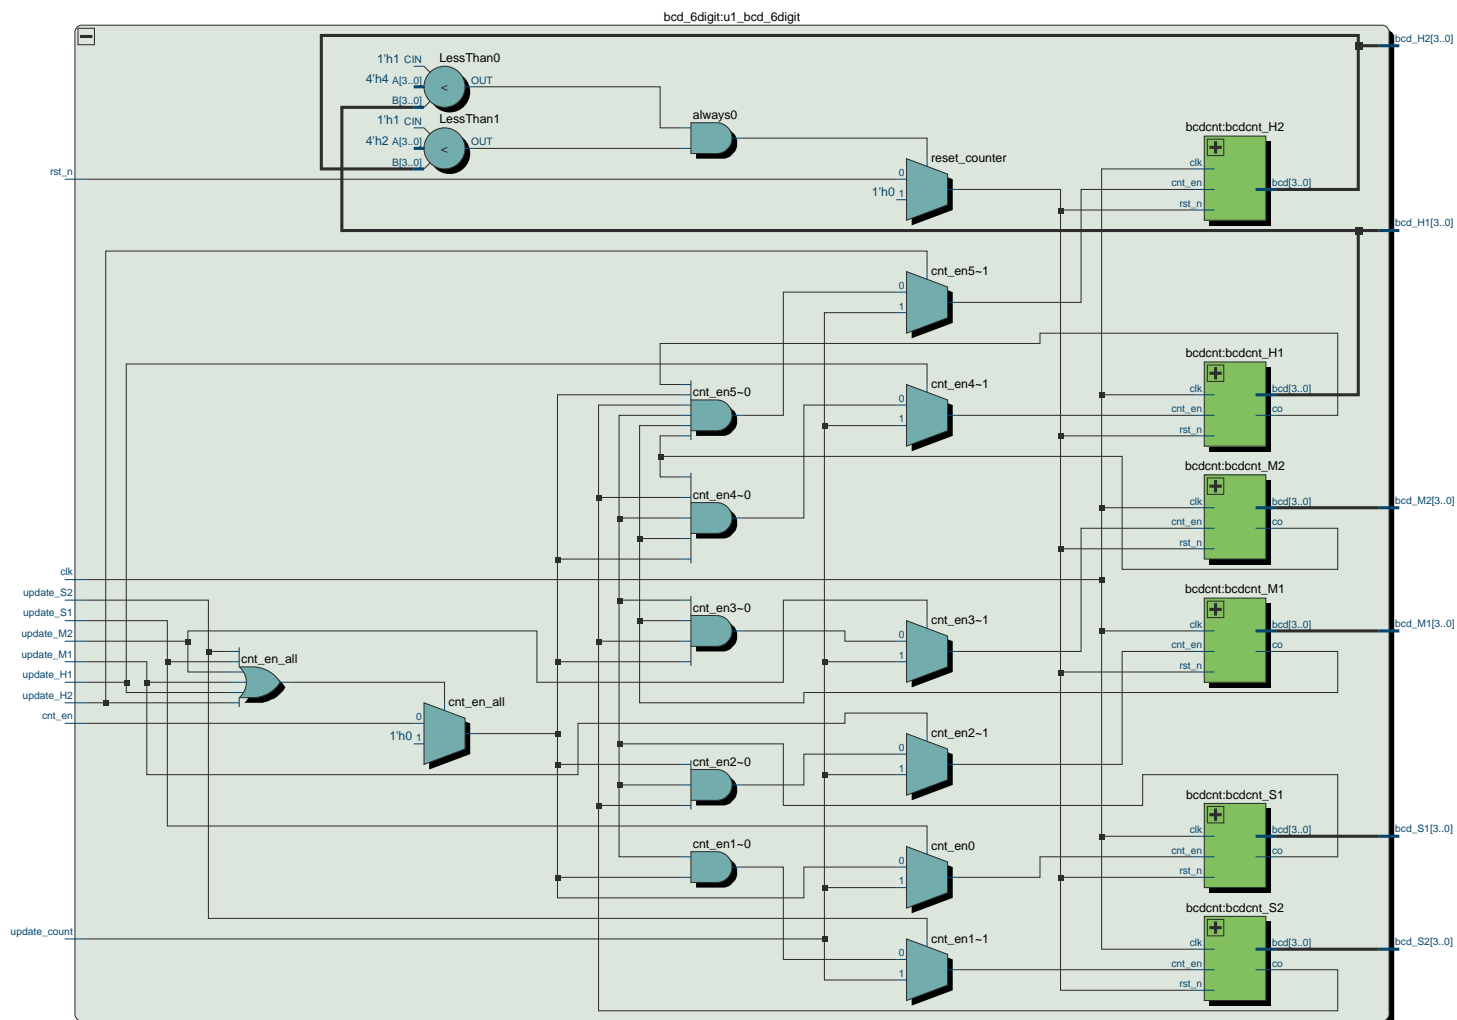 bcd_6digit:u1_bcd_6digit
bcd_H2[3..0]
LessThan0
1'h1 CIN
4'h4 A[3..0]
< OUT
B[3..0]
LessThan1
1'h1 CIN
4'h2 A[3..0]
< OUT
B[3..0]
always0
reset_counter
0
1'h0 1
rst_n
bcdcnt:bcdcnt_H2
clk
cnt_en
bcd[3..0]
rst_n
bcd_H1[3..0]
cnt_en5~1
0
1
bcdcnt:bcdcnt_H1
clk
bcd[3..0]
cnt_en
co
rst_n
cnt_en4~1
0
1
cnt_en5~0
cnt_en4~0
bcdcnt:bcdcnt_M2
clk
bcd[3..0]
cnt_en
co
rst_n
bcd_M2[3..0]
clk
update_S2
update_S1
update_M2
update_M1
update_H1
update_H2
cnt_en
cnt_en_all
cnt_en_all
0
1'h0 1
cnt_en3~0
cnt_en3~1
0
1
bcdcnt:bcdcnt_M1
clk
bcd[3..0]
cnt_en
co
rst_n
bcd_M1[3..0]
cnt_en2~1
0
1
cnt_en2~0
cnt_en1~0
cnt_en0
0
1
bcdcnt:bcdcnt_S1
clk
bcd[3..0]
cnt_en
co
rst_n
bcd_S1[3..0]
update_count
cnt_en1~1
0
1
bcdcnt:bcdcnt_S2
clk
bcd[3..0]
cnt_en
co
rst_n
bcd_S2[3..0]